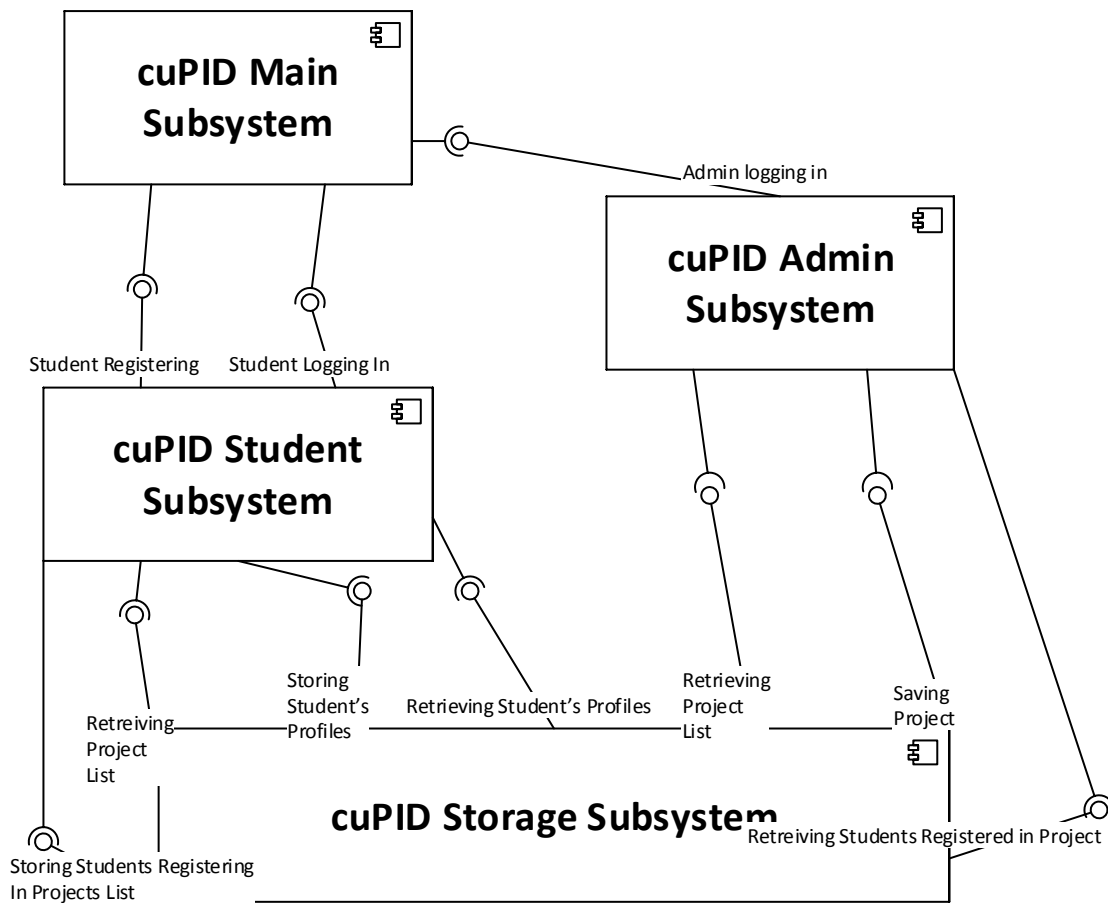 cuPID Main
Subsystem
Admin logging in
cuPID Admin
Subsystem
Student Registering
Student Logging In
cuPID Student
Subsystem
Storing
Student's
Profiles
Retrieving Student's Profiles
Retrieving
Project
List
Saving
Project
Retreiving
Project
List
cuPID Storage Subsystem
Retreiving Students Registered in Project
Storing Students Registering
In Projects List